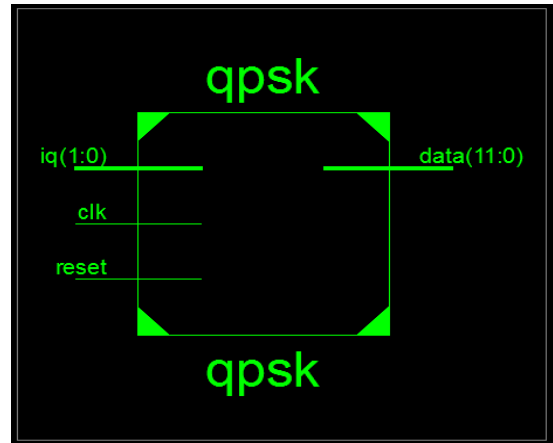 qpsk
iq(1:0)
data(11:0)
clk
reset
qpsk